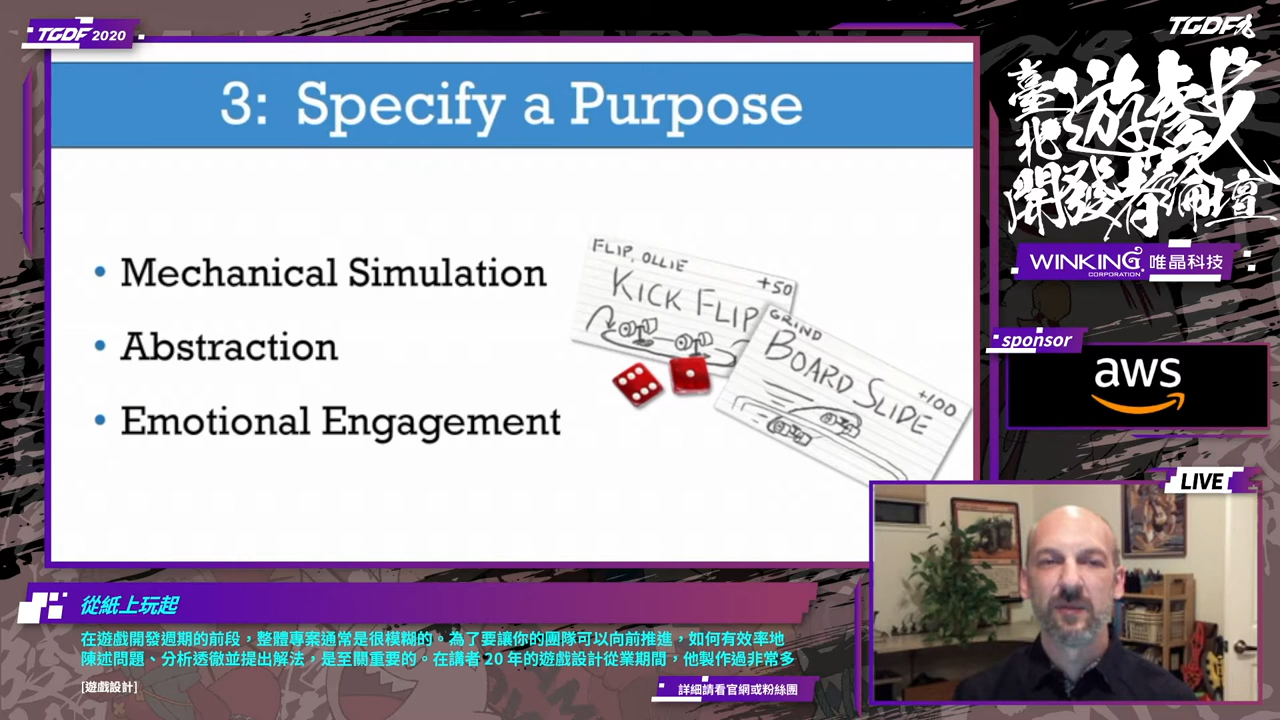 TGDF 2020
3: Specify a Purpose
• Mechanical Simulation
• Abstraction
• Emotional Engagement
FLIP, OLLIE
+50
KICK FLIP
GRIND
BOARD SLIDE
+100
TGDF
臺北遊戲開發者論壇
WINKING 唯晶科技
CORPORATION
sponsor
aws
LIVE
從紙上玩起
在遊戲開發週期的前段，整體專案通常是很模糊的。為了要讓你的團隊可以向前推進，如何有效率地
陳述問題、分析透徹並提出解法，是至關重要的。在講者 20 年的遊戲設計從業期間，他製作過非常多
[遊戲設計]
詳細請看官網或粉絲團